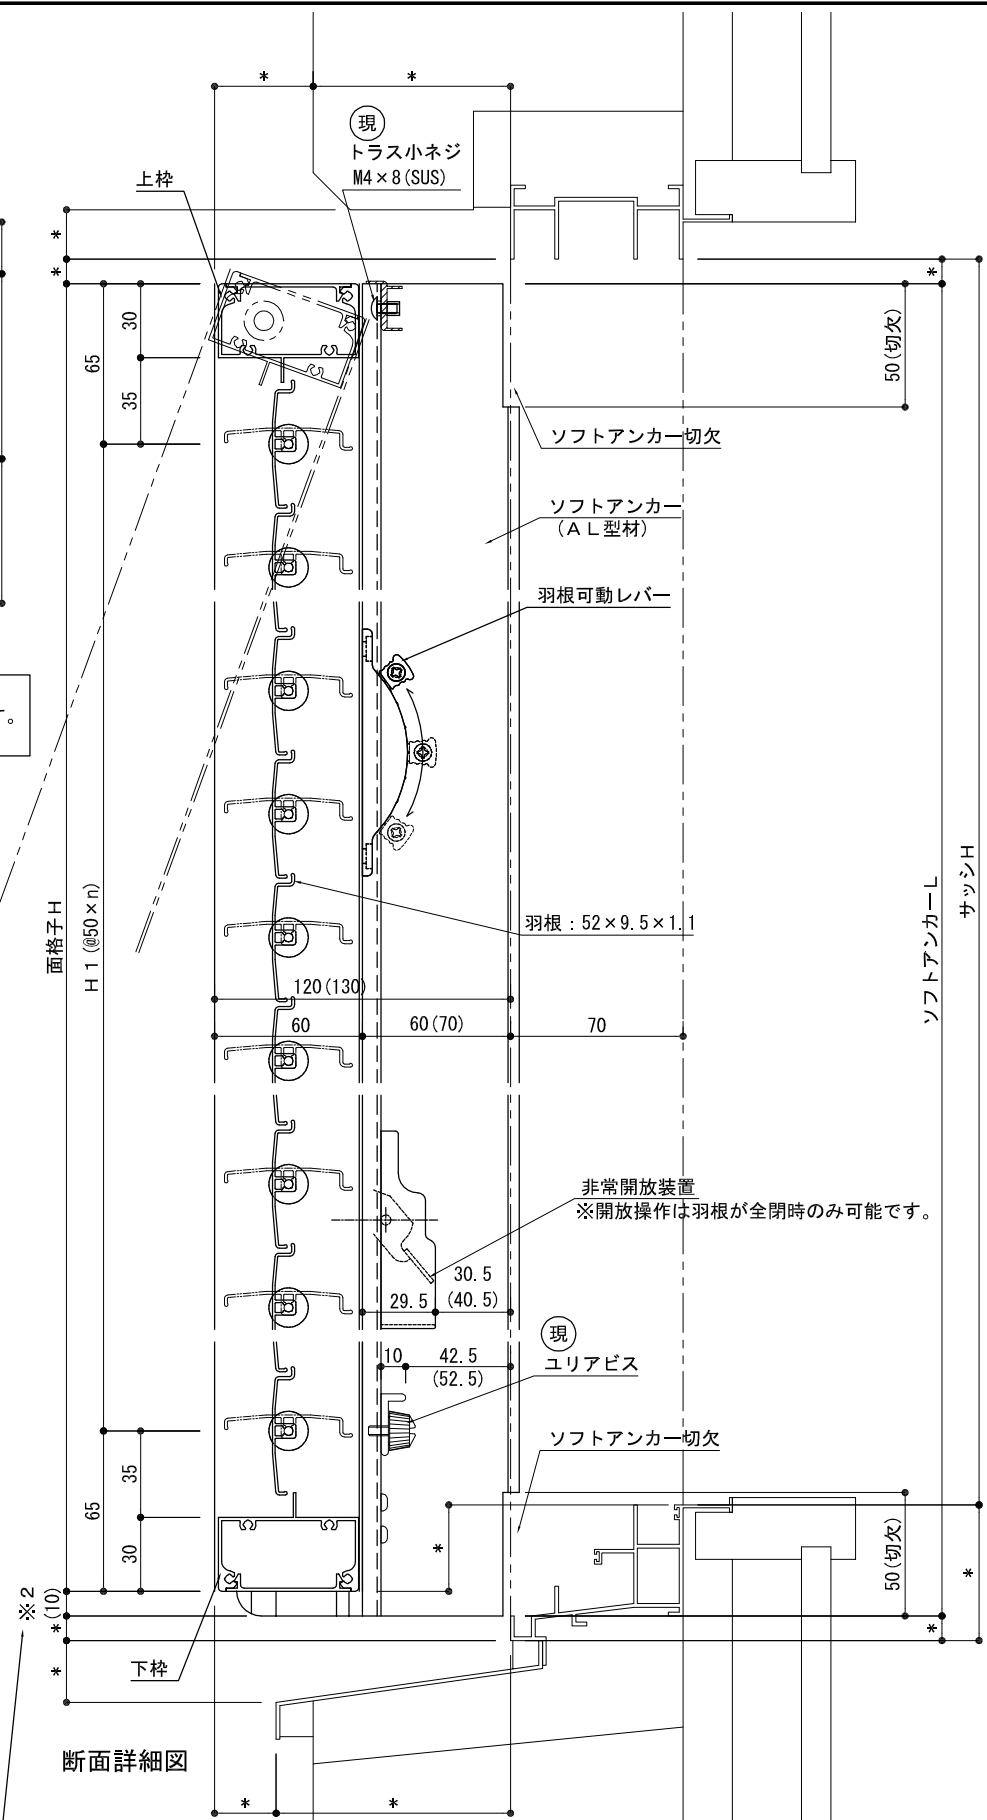 *
*
現
トラス小ネジ
M4×8(SUS)
上枠
*
*
*
30
65
35
50(切欠)
ソフトアンカー切欠
ソフトアンカー
(AL型材)
羽根可動レバー
。
羽根：52×9.5×1.1
面格子H
H1(@50×n)
ソフトアンカーL
サッシH
120(130)
60
60(70)
70
非常開放装置
※開放操作は羽根が全閉時のみ可能です。
30.5
29.5
(40.5)
現
10
42.5
ユリアビス
(52.5)
ソフトアンカー切欠
35
65
30
*
50(切欠)
*
※2
(10)
*
*
*
下枠
断面詳細図
*
*